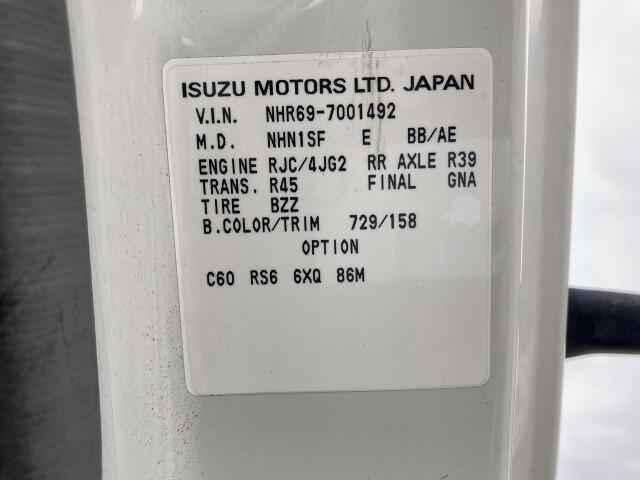 ISUZU MOTORS LTD. JAPAN
V.I.N. NHR69-7001492
M.D. NHN1SF E BB/AE
ENGINE RJC/4JG2 RR AXLE R39
TRANS. R45 FINAL GNA
TIRE BZZ
B.COLOR/TRIM 729/158
OPTION
C60 RS6 6XQ 86M